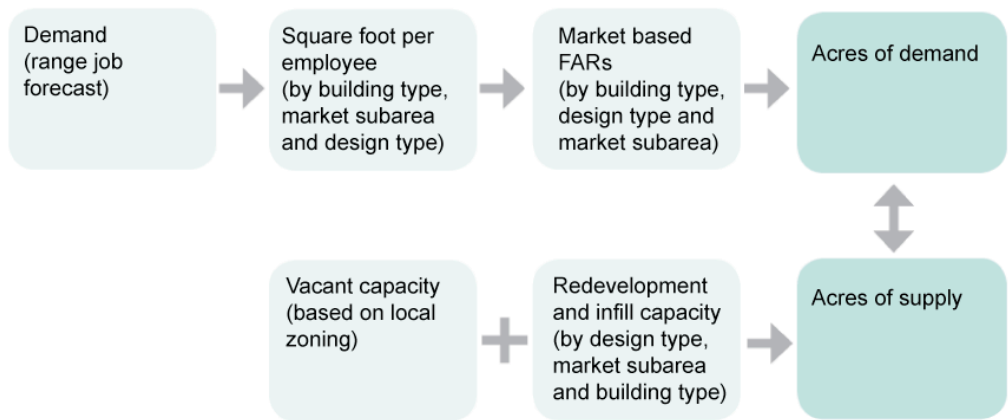 Demand
(range job
forecast)
Square foot per
employee
(by building type,
market subarea
and design type)
Market based
FARs
(by building type,
design type and
market subarea)
Acres of demand
Vacant capacity
(based on local
zoning)
Redevelopment
and infill capacity
(by design type,
market subarea
and building type)
Acres of supply